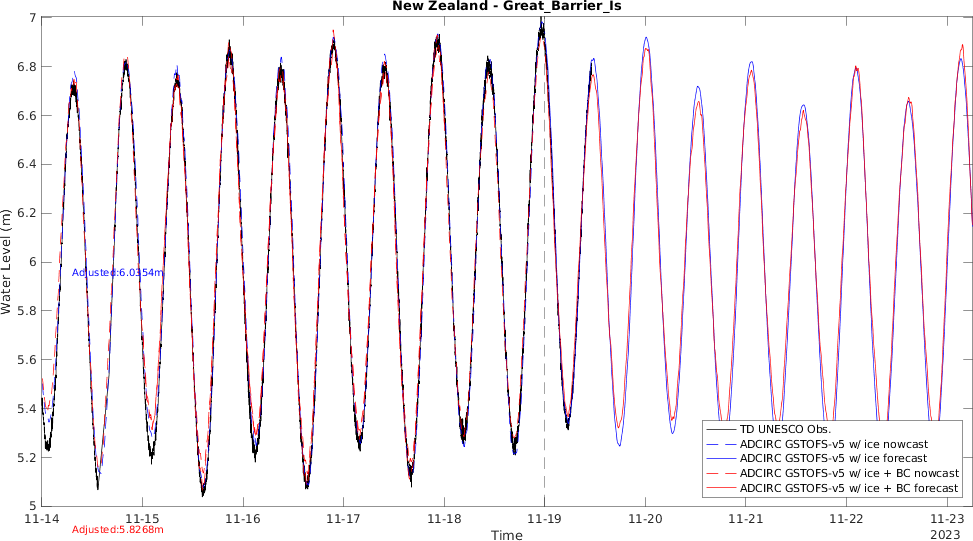 New Zealand - Great_Barrier_Is
7
6.8
6.6
6.4
6.2
6
5.8
5.6
5.4
5.2
5
Water Level (m)
Adjusted:6.0354m
Adjusted:5.8268m
TD UNESCO Obs.
ADCIRC GSTOFS-v5 w/ ice nowcast
ADCIRC GSTOFS-v5 w/ ice forecast
ADCIRC GSTOFS-v5 w/ ice + BC nowcast
ADCIRC GSTOFS-v5 w/ ice + BC forecast
11-14 11-15 11-16 11-17 11-18 11-19 11-20 11-21 11-22 11-23
Time
2023